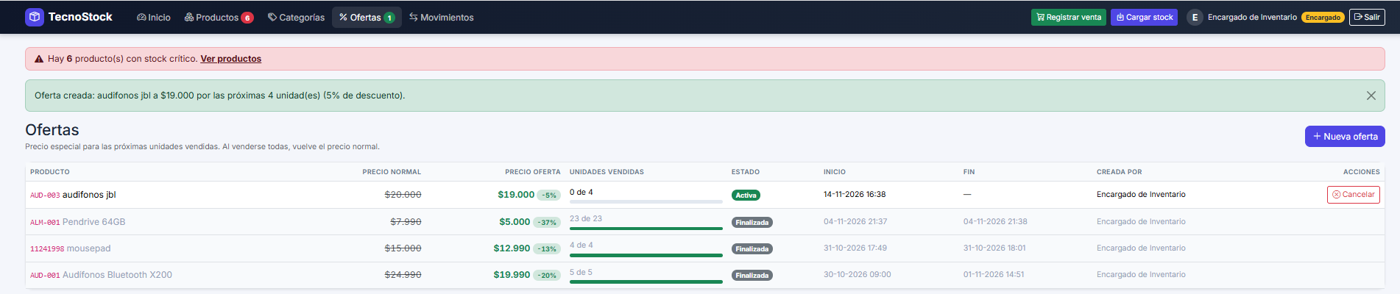 TecnoStock Inicio Productos 6 Categorías % Ofertas 1 Movimientos Registrar venta Cargar stock E Encargado de Inventario Encargado Salir
Hay 6 producto(s) con stock crítico. Ver productos
Oferta creada: audifonos jbl a $19.000 por las próximas 4 unidad(es) (5% de descuento).
Ofertas
+ Nueva oferta
Precio especial para las próximas unidades vendidas. Al venderse todas, vuelve el precio normal.
PRODUCTO PRECIO NORMAL PRECIO OFERTA UNIDADES VENDIDAS ESTADO INICIO FIN CREADA POR ACCIONES
AUD-003 audifonos jbl $20.000 $19.000 -5% 0 de 4 Activa 14-11-2026 16:38 — Encargado de Inventario Cancelar
ALM-001 Pendrive 64GB $7.990 $5.000 -37% 23 de 23 Finalizada 04-11-2026 21:37 04-11-2026 21:38 Encargado de Inventario
11241998 mousepad $15.000 $12.990 -13% 4 de 4 Finalizada 31-10-2026 17:49 31-10-2026 18:01 Encargado de Inventario
AUD-001 Audífonos Bluetooth X200 $24.990 $19.990 -20% 5 de 5 Finalizada 30-10-2026 09:00 01-11-2026 14:51 Encargado de Inventario